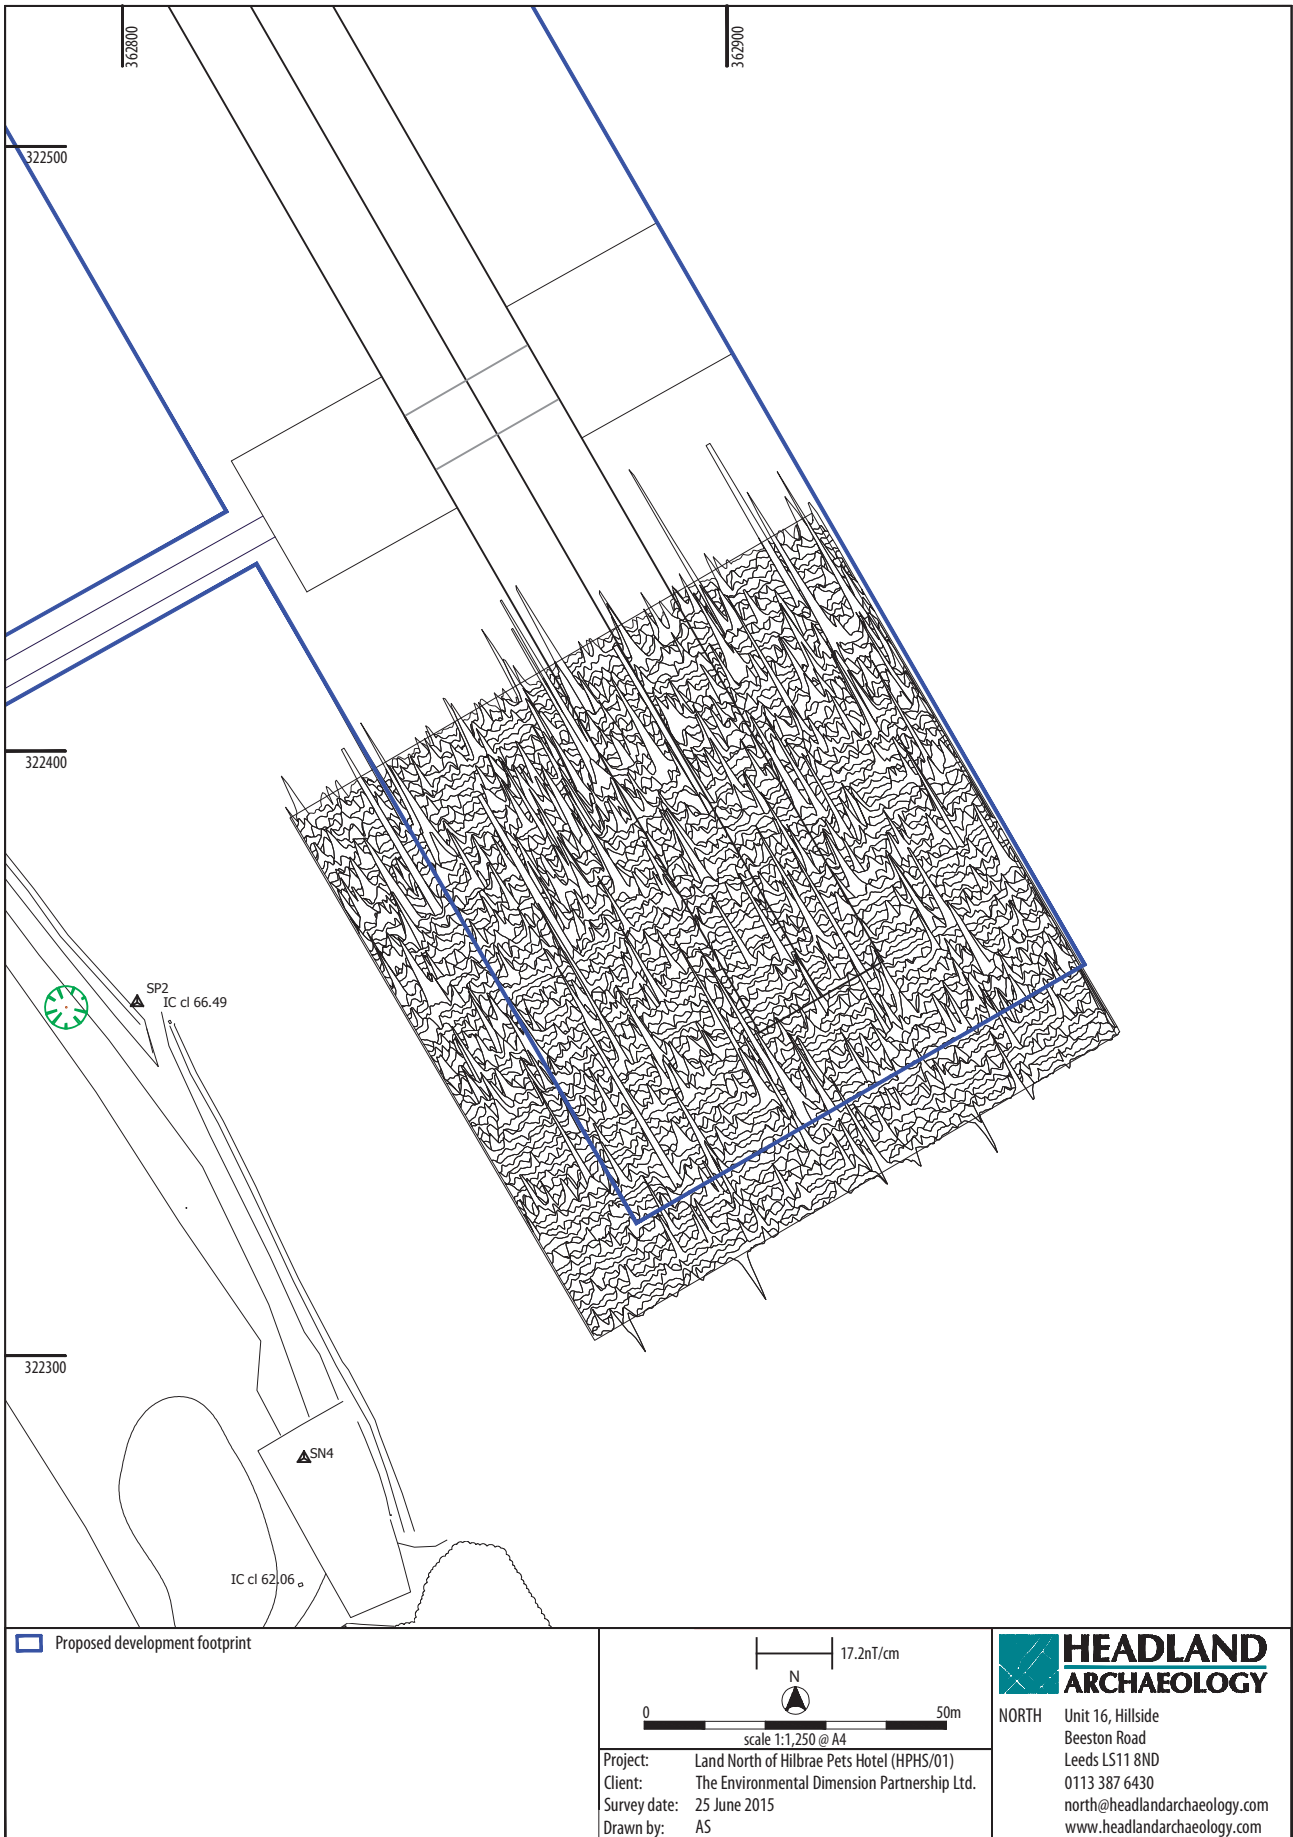 362800
362900
322500
322400
SP2
IC cl 66.49
322300
SN4
IC cl 62.06
Proposed development footprint
17.2nT/cm
N
0 50m
scale 1:1,250 @ A4
Project: Land North of Hilbrae Pets Hotel (HPHS/01)
Client: The Environmental Dimension Partnership Ltd.
Survey date: 25 June 2015
Drawn by: AS
HEADLAND
ARCHAEOLOGY
NORTH Unit 16, Hillside
Beeston Road
Leeds LS11 8ND
0113 387 6430
north@headlandarchaeology.com
www.headlandarchaeology.com